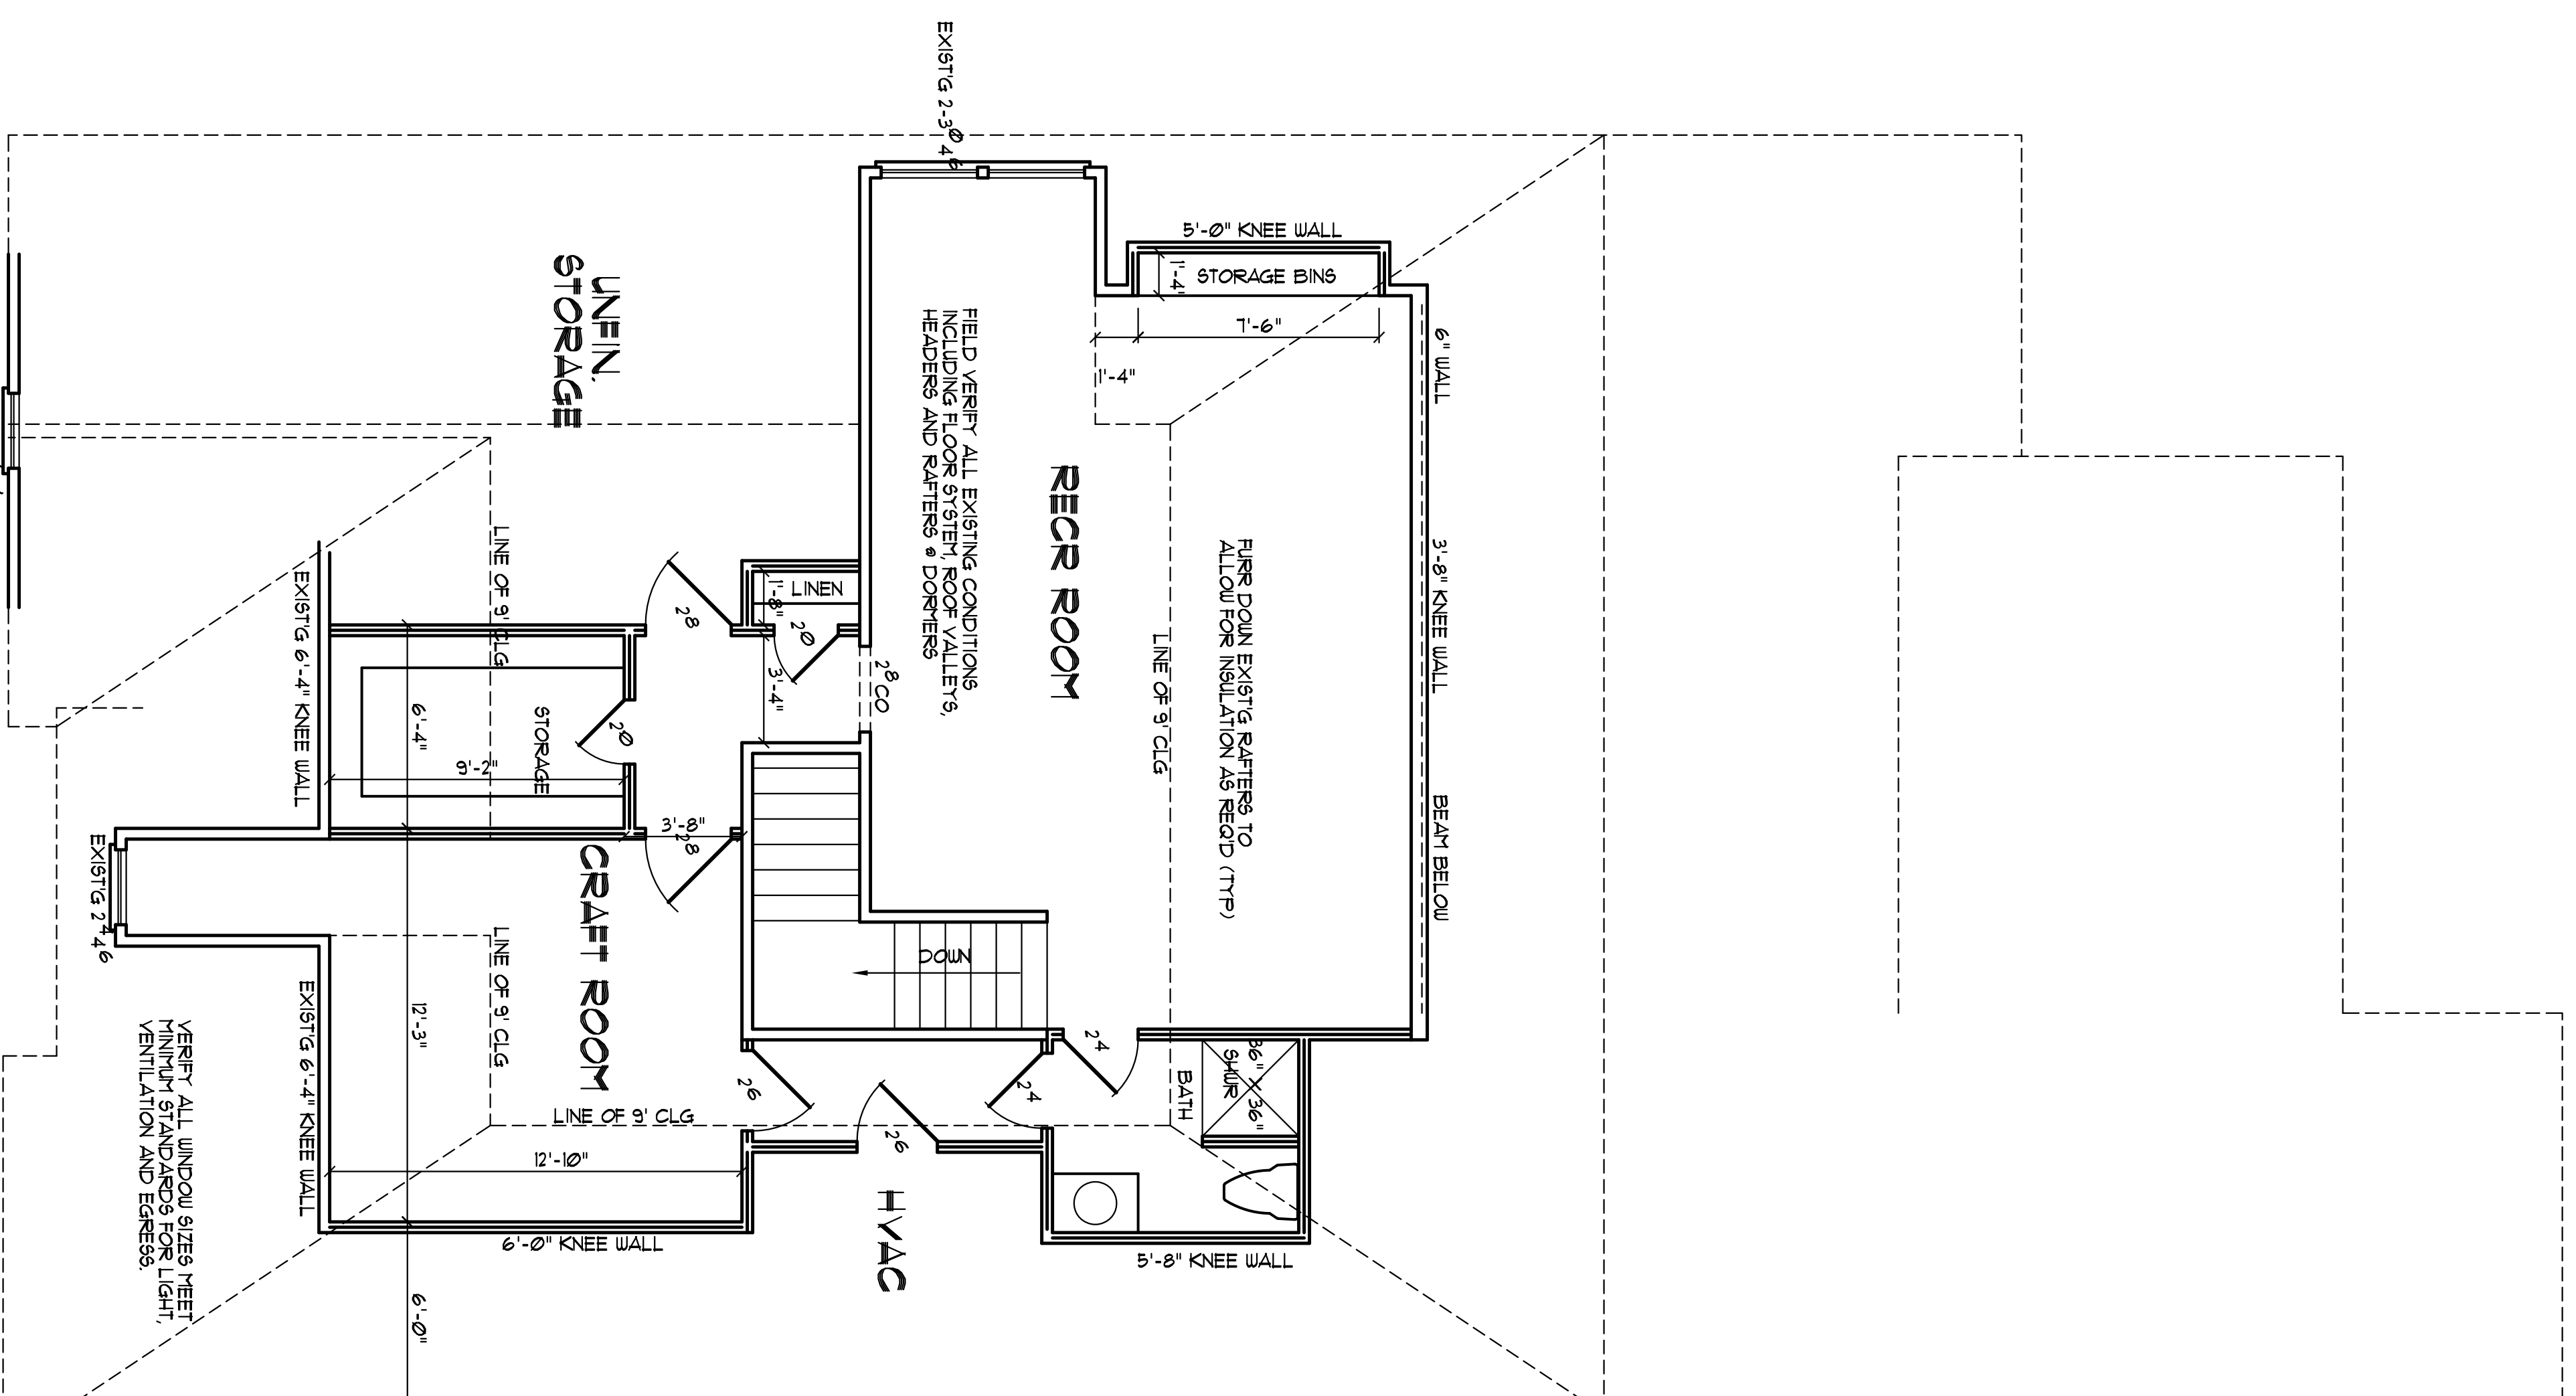 EXIST'G 2-30 46
5'-0" KNEE WALL
STORAGE BINS
1'-4"
7'-6"
1'-4"
6" WALL
3'-8" KNEE WALL
BEAM BELOW
UNFIN.
STORAGE
FIELD VERIFY ALL EXISTING CONDITIONS
INCLUDING FLOOR SYSTEM, ROOF VALLEYS,
HEADERS AND RAFTERS @ DORMERS
RECR ROOM
FURR DOWN EXIST'G RAFTERS TO
ALLOW FOR INSULATION AS REQ'D (TYP)
LINE OF 9' CLG
LINE OF 9' CLG
EXIST'G 6'-4" KNEE WALL
28
1'-8"
LINEN
20
3'-4"
28 CO
6'-4"
STORAGE
20
9'-2"
3'-8"
28
EXIST'G 24 46
CRAFT ROOM
DOWN
LINE OF 9' CLG
12'-3"
EXIST'G 6'-4" KNEE WALL
VERIFY ALL WINDOW SIZES MEET
MINIMUM STANDARDS FOR LIGHT,
VENTILATION AND EGRESS.
26
24
24
BATH
36" X 36"
SHWR
LINE OF 9' CLG
26
12'-10"
HVAC
6'-0" KNEE WALL
5'-8" KNEE WALL
6'-0"